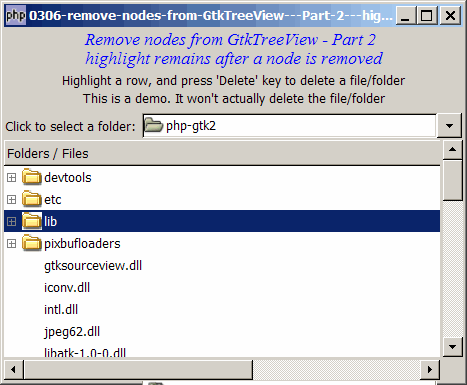 php 0306-remove-nodes-from-GtkTreeView---Part-2---hig...
Remove nodes from GtkTreeView - Part 2
highlight remains after a node is removed
Highlight a row, and press 'Delete' key to delete a file/folder
This is a demo. It won't actually delete the file/folder
Click to select a folder: php-gtk2
Folders / Files
devtools
etc
lib
pixbufloaders
gtksourceview.dll
iconv.dll
intl.dll
jpeg62.dll
libatk-1.0-0.dll